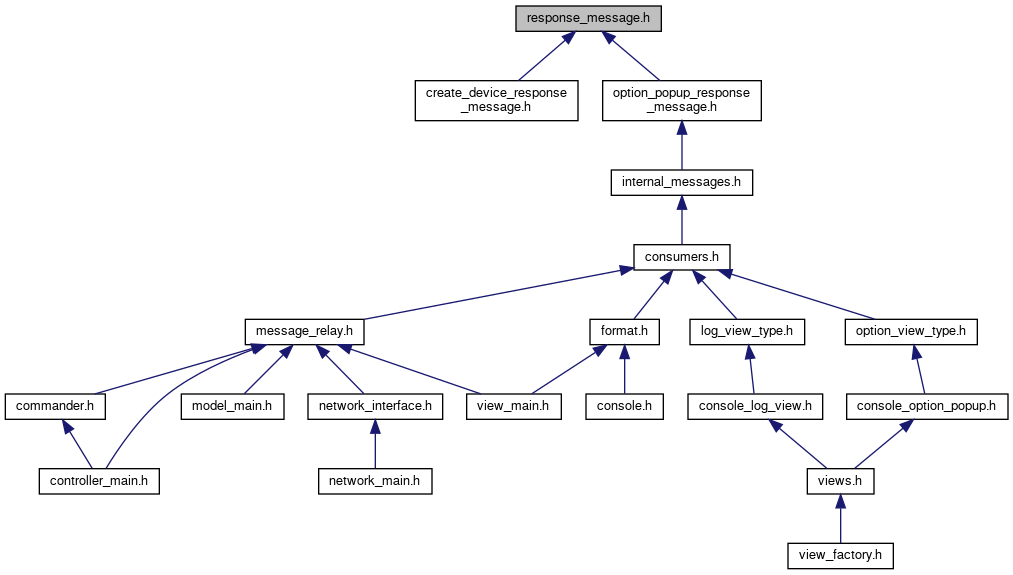 response_message.h
create_device_response
_message.h
option_popup_response
_message.h
internal_messages.h
consumers.h
message_relay.h
format.h
log_view_type.h
option_view_type.h
commander.h
model_main.h
network_interface.h
view_main.h
console.h
console_log_view.h
console_option_popup.h
controller_main.h
network_main.h
views.h
view_factory.h